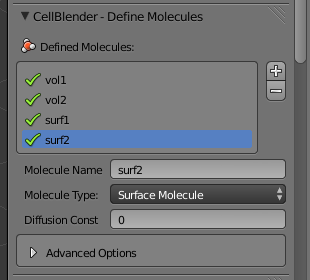 CellBlender - Define Molecules
Defined Molecules:
vol1
vol2
surf1
surf2
Molecule Name surf2
Molecule Type: Surface Molecule
Diffusion Const 0
Advanced Options